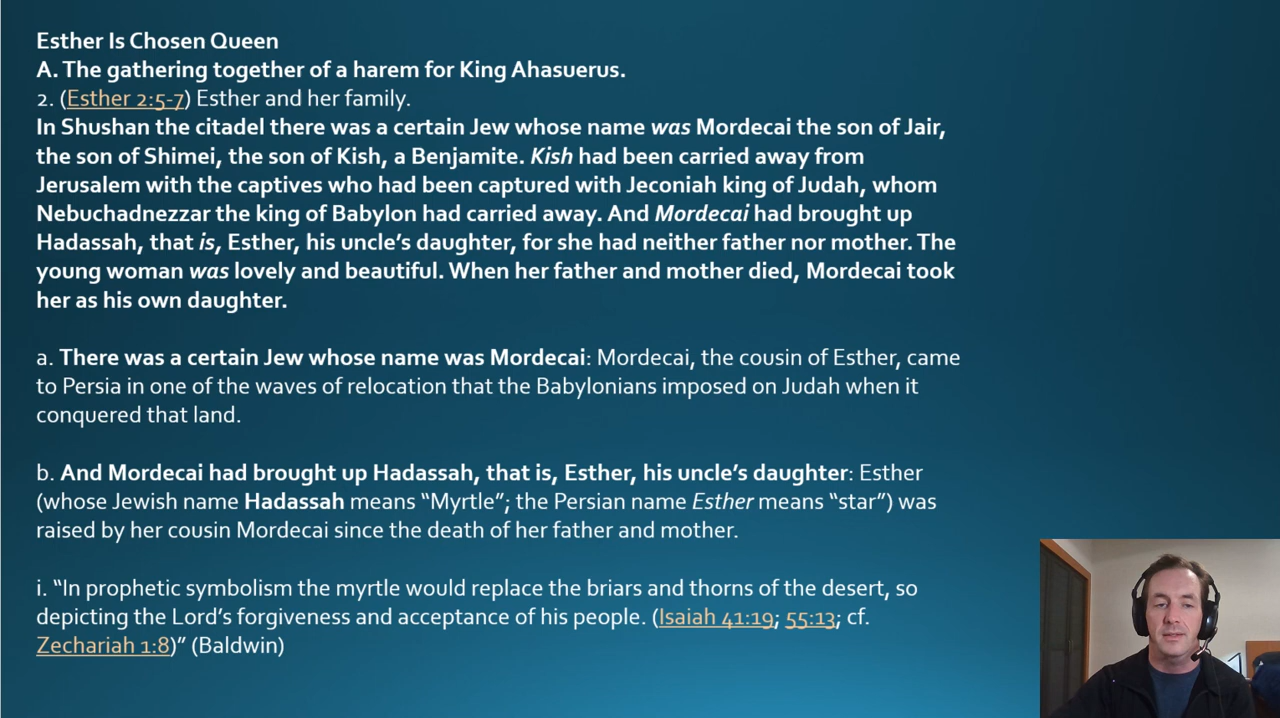 Esther Is Chosen Queen
A. The gathering together of a harem for King Ahasuerus.
2. (Esther 2:5-7) Esther and her family.
In Shushan the citadel there was a certain Jew whose name was Mordecai the son of Jair,
the son of Shimei, the son of Kish, a Benjamite. Kish had been carried away from
Jerusalem with the captives who had been captured with Jeconiah king of Judah, whom
Nebuchadnezzar the king of Babylon had carried away. And Mordecai had brought up
Hadassah, that is, Esther, his uncle’s daughter, for she had neither father nor mother. The
young woman was lovely and beautiful. When her father and mother died, Mordecai took
her as his own daughter.
a. There was a certain Jew whose name was Mordecai: Mordecai, the cousin of Esther, came
to Persia in one of the waves of relocation that the Babylonians imposed on Judah when it
conquered that land.
b. And Mordecai had brought up Hadassah, that is, Esther, his uncle’s daughter: Esther
(whose Jewish name Hadassah means “Myrtle”; the Persian name Esther means “star”) was
raised by her cousin Mordecai since the death of her father and mother.
i. “In prophetic symbolism the myrtle would replace the briars and thorns of the desert, so
depicting the Lord’s forgiveness and acceptance of his people. (Isaiah 41:19; 55:13; cf.
Zechariah 1:8)” (Baldwin)